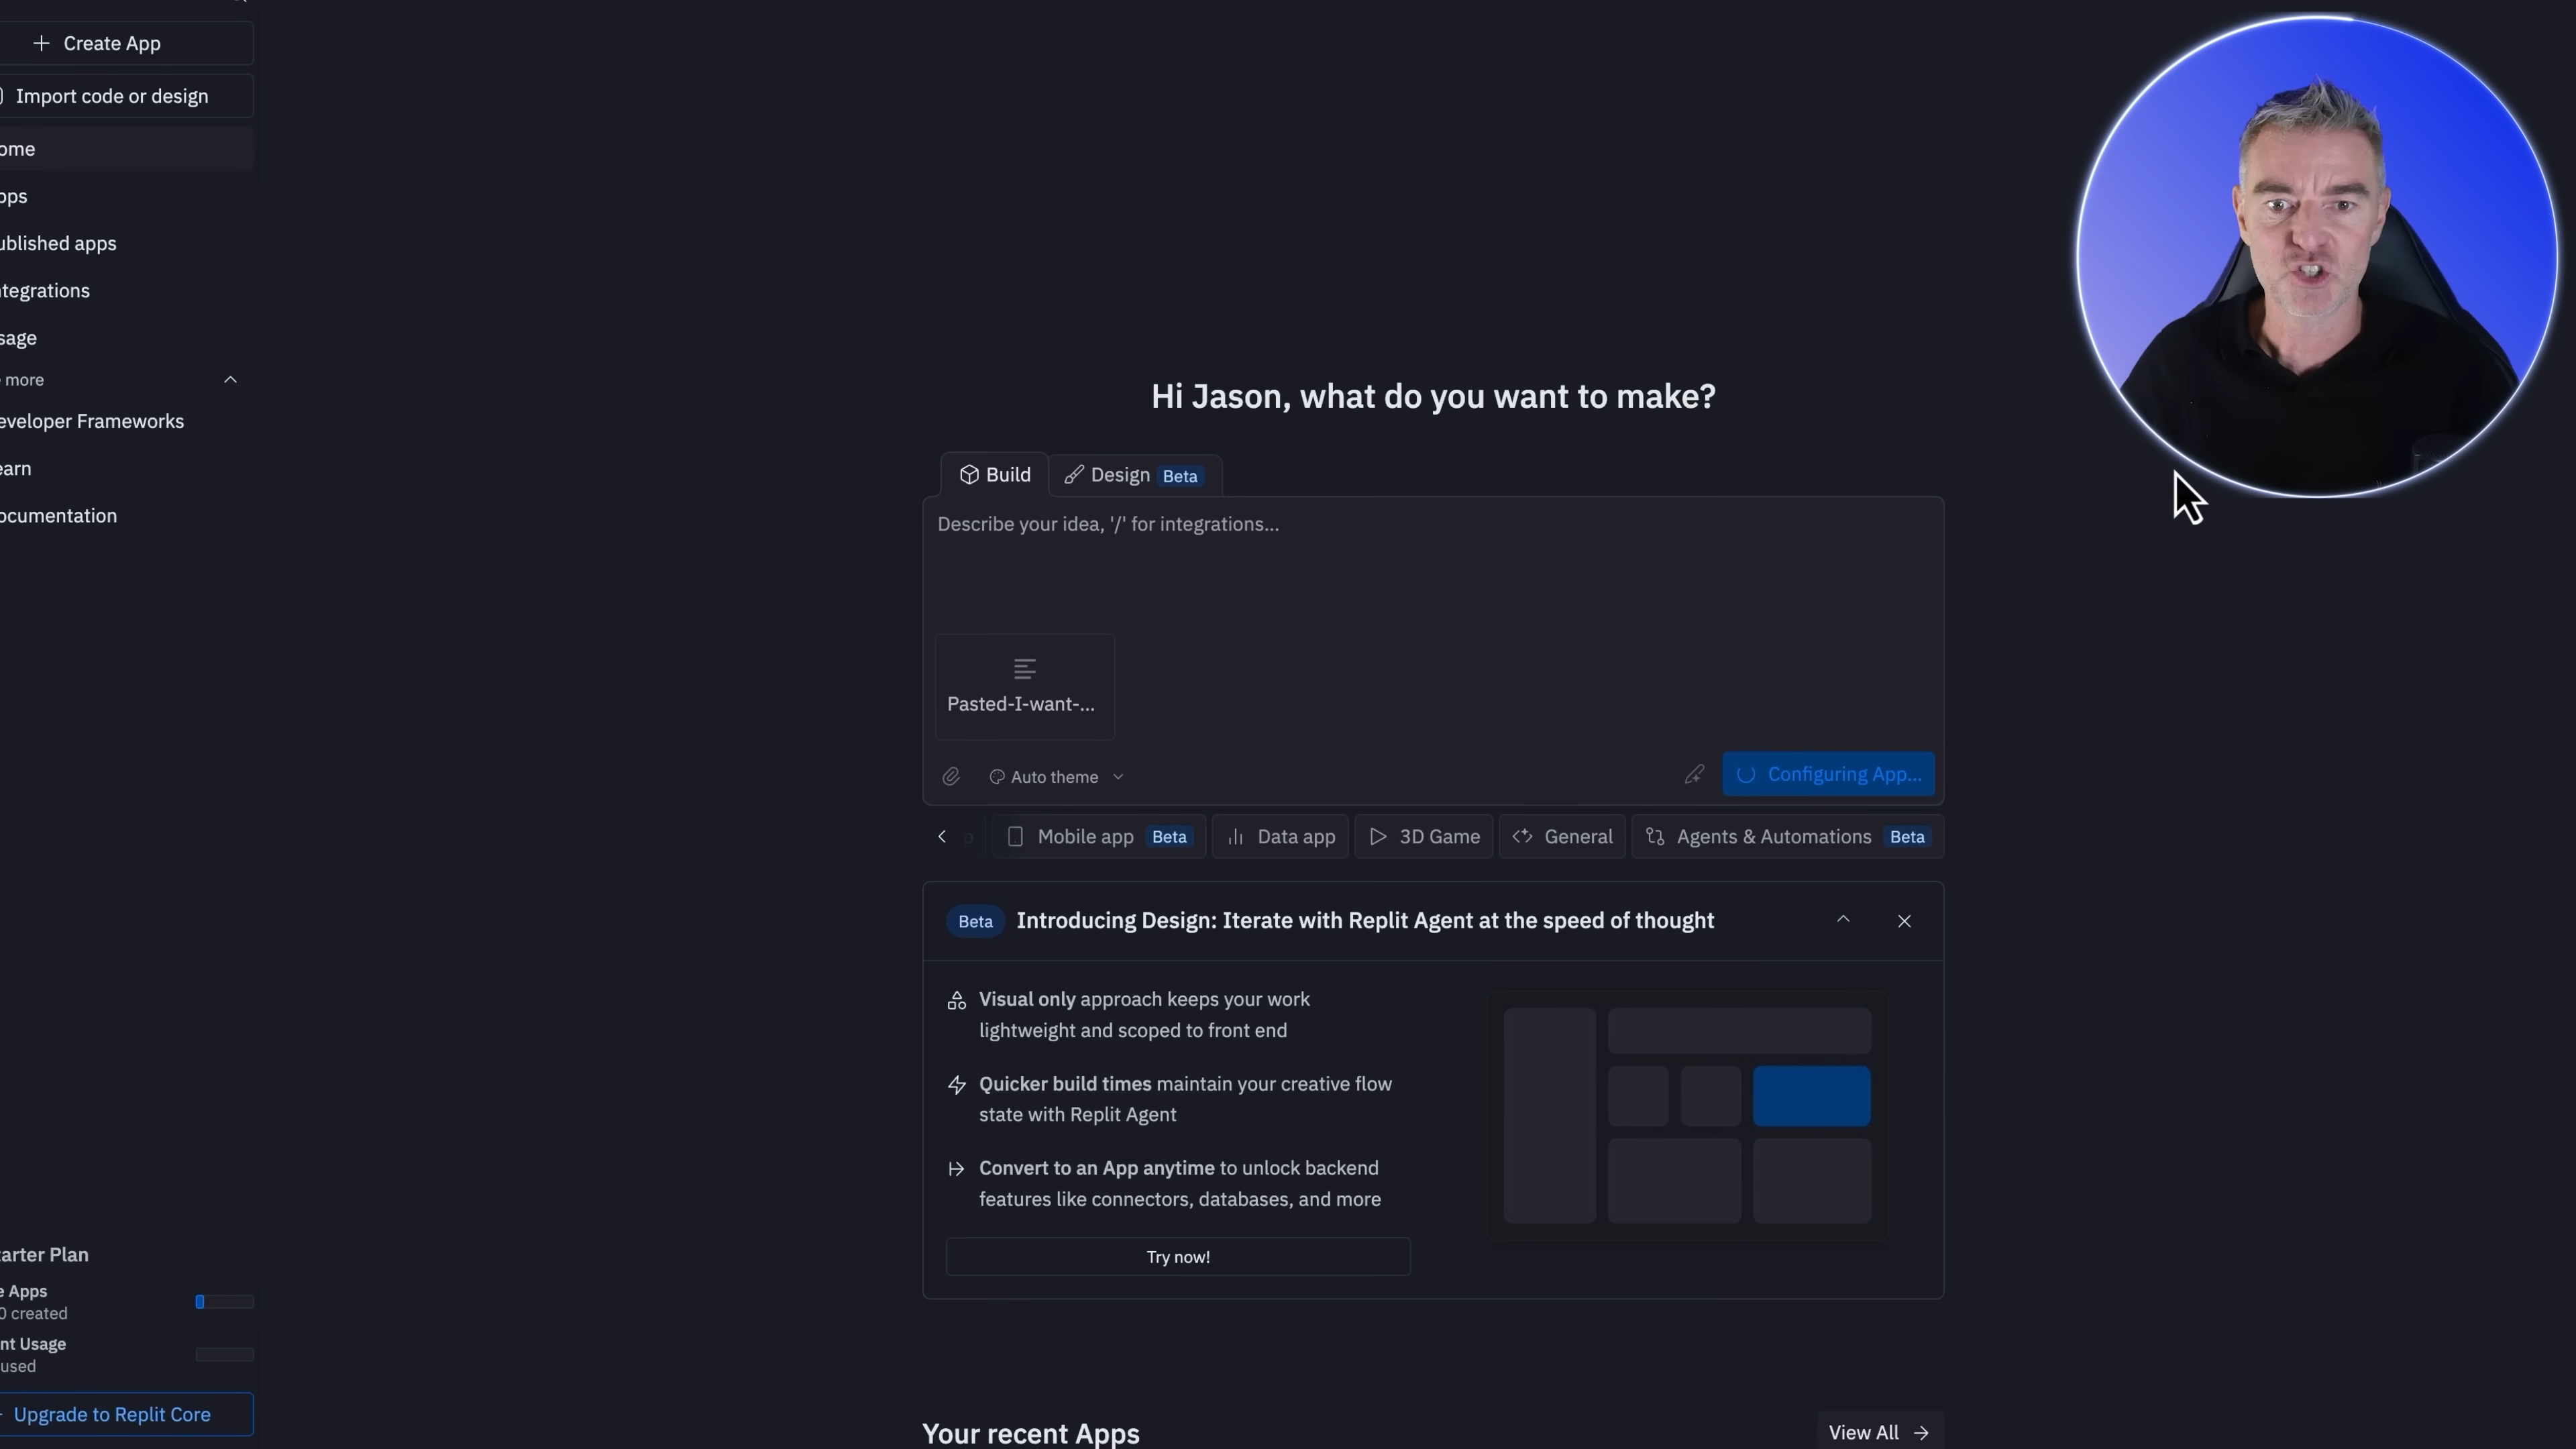 Create App
Import code or design
ome
pps
ublished apps
ntegrations
sage
more
eveloper Frameworks
earn
ocumentation
arter Plan
e Apps
0 created
nt Usage
used
Upgrade to Replit Core
Hi Jason, what do you want to make?
Build
Design Beta
Describe your idea, '/' for integrations...
Pasted-I-want-...
Auto theme
Configuring App...
p
Mobile app Beta
Data app
3D Game
General
Agents & Automations Beta
Beta Introducing Design: Iterate with Replit Agent at the speed of thought
Visual only approach keeps your work
lightweight and scoped to front end
Quicker build times maintain your creative flow
state with Replit Agent
Convert to an App anytime to unlock backend
features like connectors, databases, and more
Try now!
Your recent Apps
View All